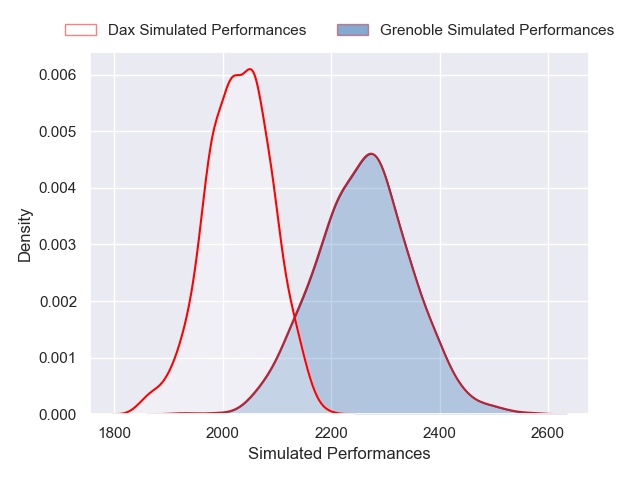 Dax Simulated Performances
Grenoble Simulated Performances
0.006
0.005
0.004
0.003
0.002
0.001
0.000
Density
1800 2000 2200 2400 2600
Simulated Performances